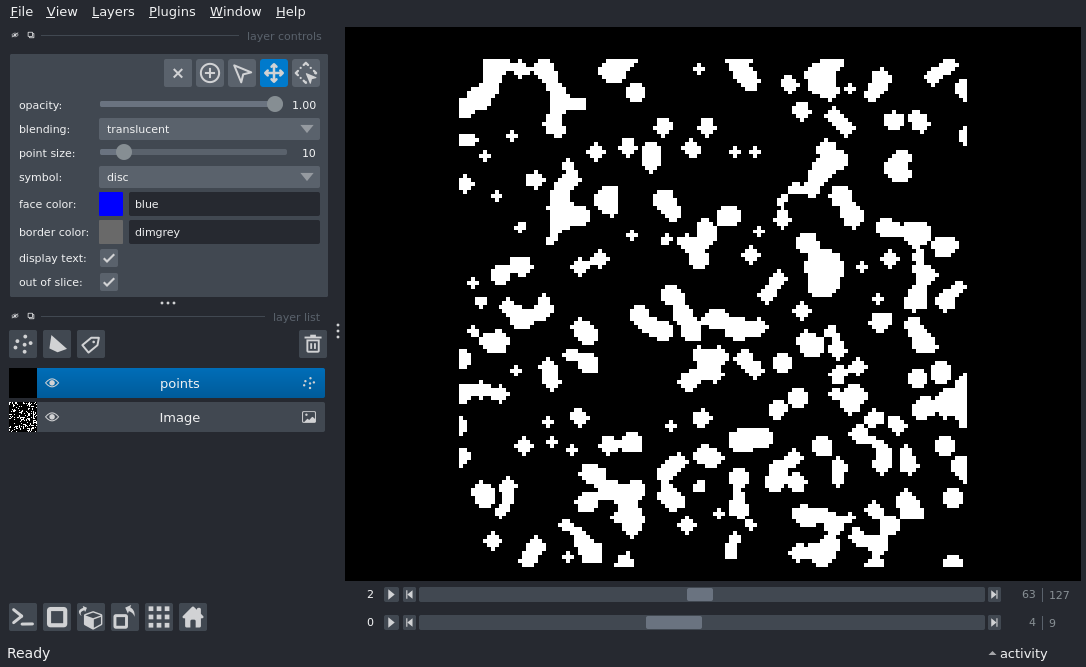 File View Layers Plugins Window Help
layer controls
opacity: 1.00
blending: translucent
point size: 10
symbol: disc
face color: blue
border color: dimgrey
display text:
out of slice:
layer list
points
Image
2 63 127
0 4 9
Ready activity